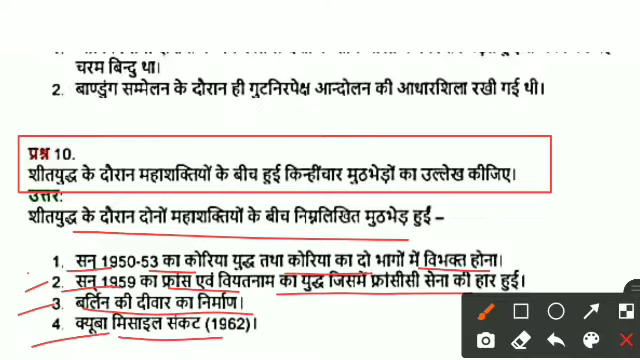 चरम बिन्दु था।
2. बाण्डुंग सम्मेलन के दौरान ही गुटनिरपेक्ष आन्दोलन की आधारशिला रखी गई थी।
प्रश्न 10.
शीतयुद्ध के दौरान महाशक्तियों के बीच हुई किन्हींचार मुठभेड़ों का उल्लेख कीजिए।
उत्तर:
शीतयुद्ध के दौरान दोनों महाशक्तियों के बीच निम्नलिखित मुठभेड़ हुईं –
1. सन् 1950-53 का कोरिया युद्ध तथा कोरिया का दो भागों में विभक्त होना।
2. सन् 1959 का फ्रांस एवं वियतनाम का युद्ध जिसमें फ्रांसीसी सेना की हार हुई।
3. बर्लिन की दीवार का निर्माण।
4. क्यूबा मिसाइल संकट (1962)।